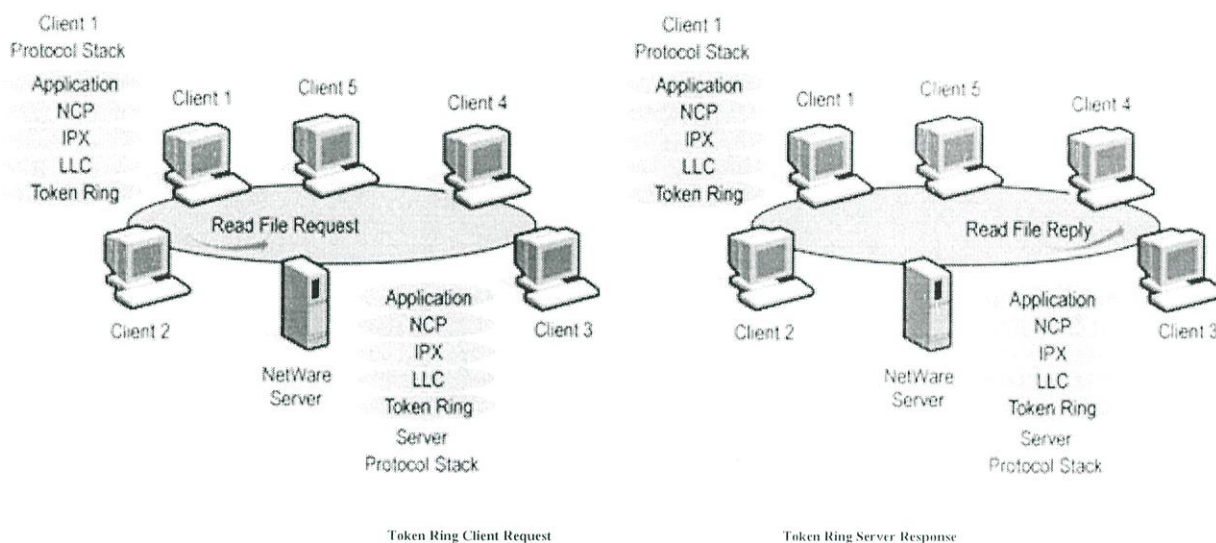 Client 1
Protocol Stack
Application
NCP
IPX
LLC
Token Ring
Client 1
Client 5
Client 4
Read File Request
Client 2
Client 3
NetWare
Server
Application
NCP
IPX
LLC
Token Ring
Server
Protocol Stack
Token Ring Client Request
Client 1
Protocol Stack
Application
NCP
IPX
LLC
Token Ring
Client 1
Client 5
Client 4
Read File Reply
Client 2
Client 3
NetWare
Server
Application
NCP
IPX
LLC
Token Ring
Server
Protocol Stack
Token Ring Server Response